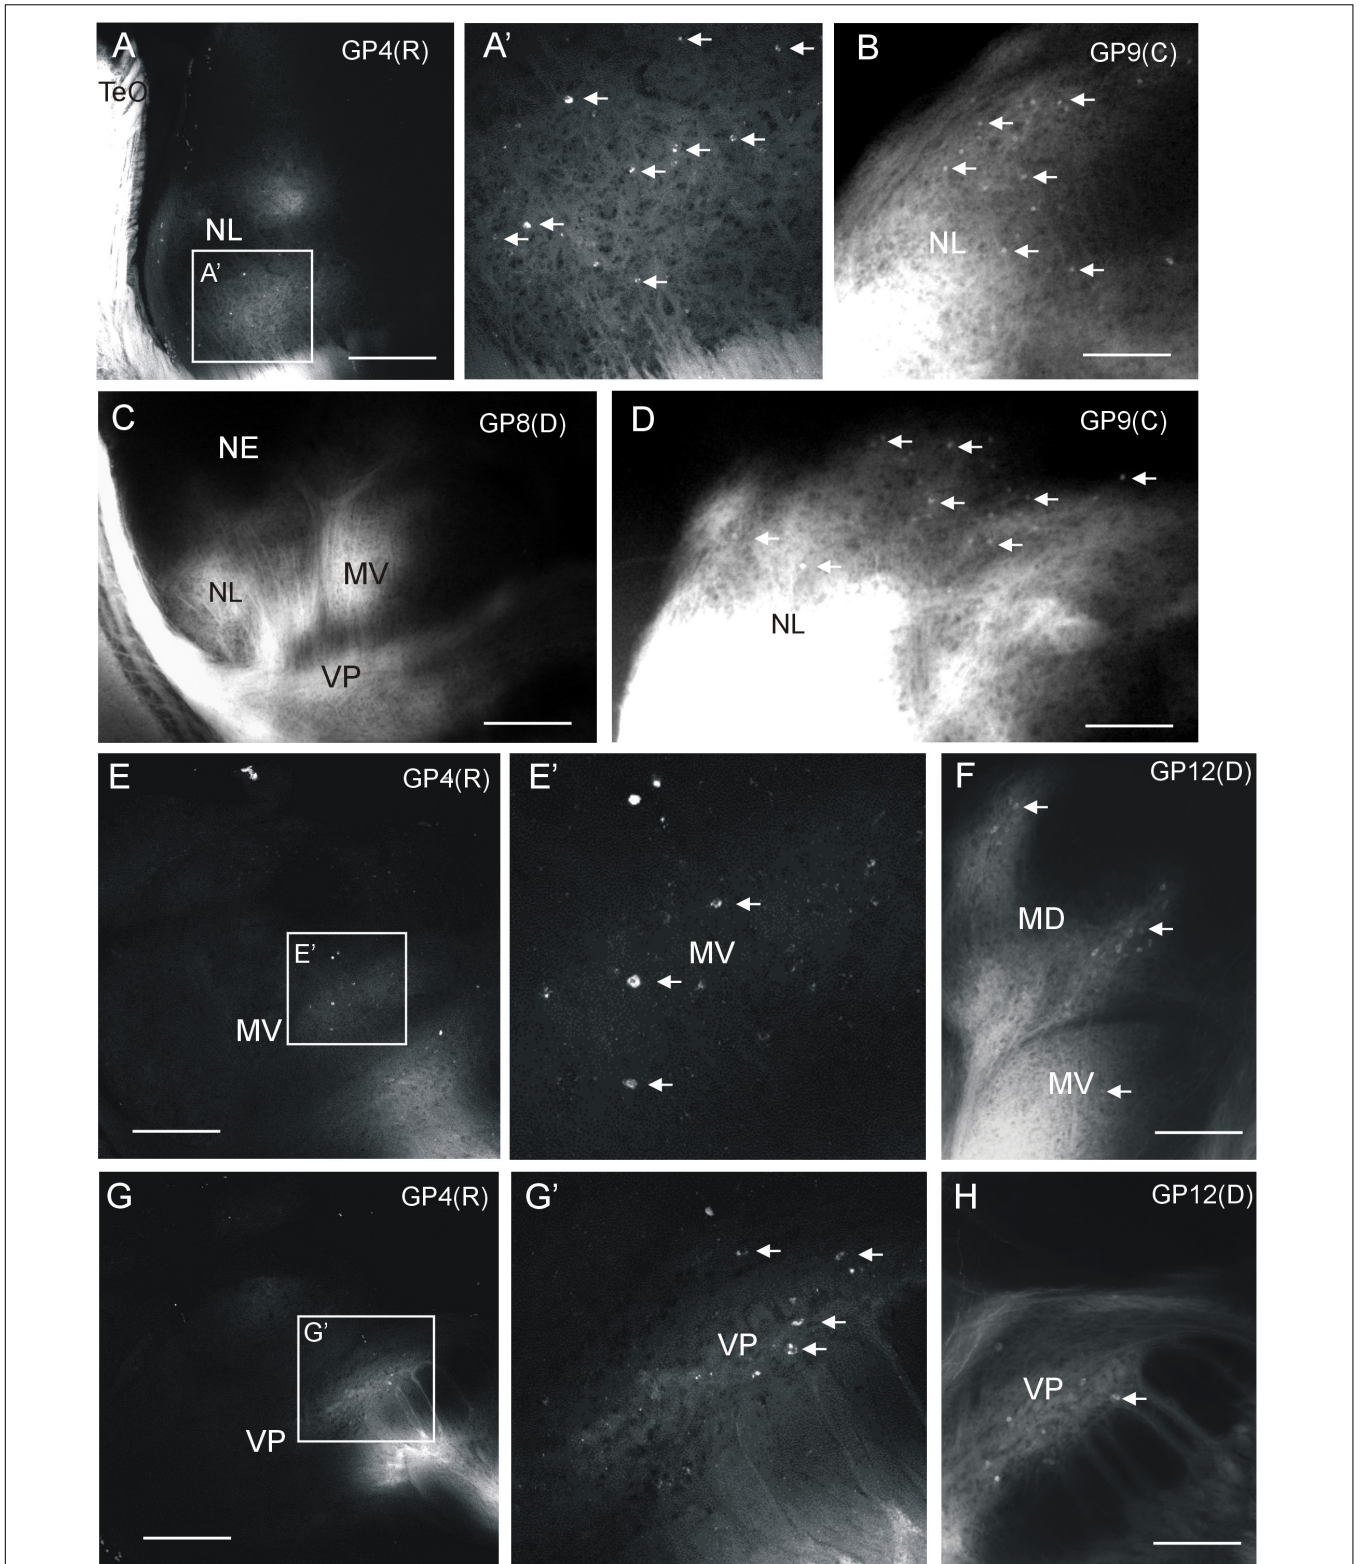 A
GP4(R)
TeO
NL
A’
A’
B
GP9(C)
NL
C
GP8(D)
NE
NL
MV
VP
D
GP9(C)
NL
E
GP4(R)
E’
MV
E’
MV
F
GP12(D)
MD
MV
G
GP4(R)
G’
VP
G’
VP
H
GP12(D)
VP